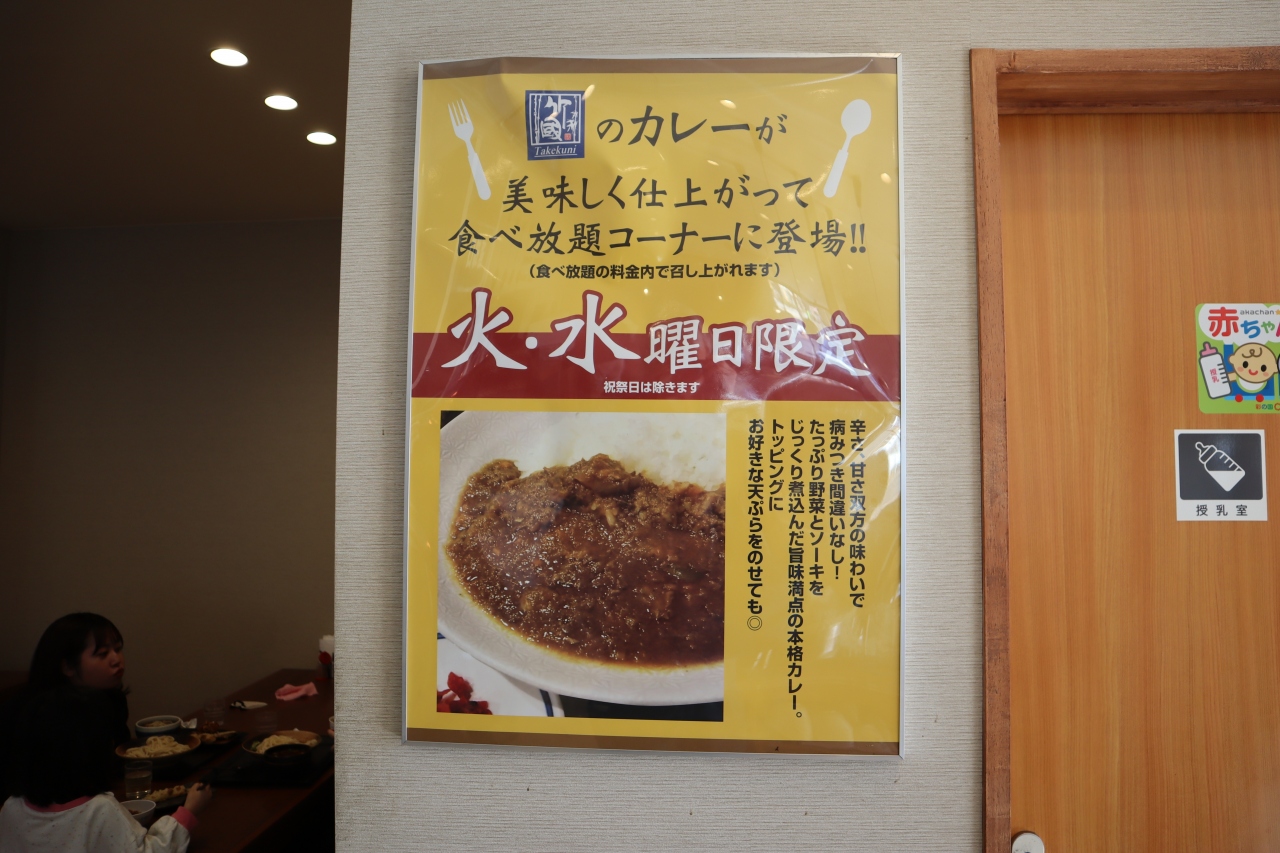 竹國
Takekuni
のカレーが
美味しく仕上がって
食べ放題コーナーに登場!!
(食べ放題の料金内で召し上がれます)
火・水曜日限定
祝祭日は除きます
辛さ、甘さ双方の味わいで
病みつき間違いなし!
たっぷり野菜とソーキを
じっくり煮込んだ旨味満点の本格カレー。
トッピングに
お好きな天ぷらをのせても◎
akachan
赤ちゃ
授乳
授乳室